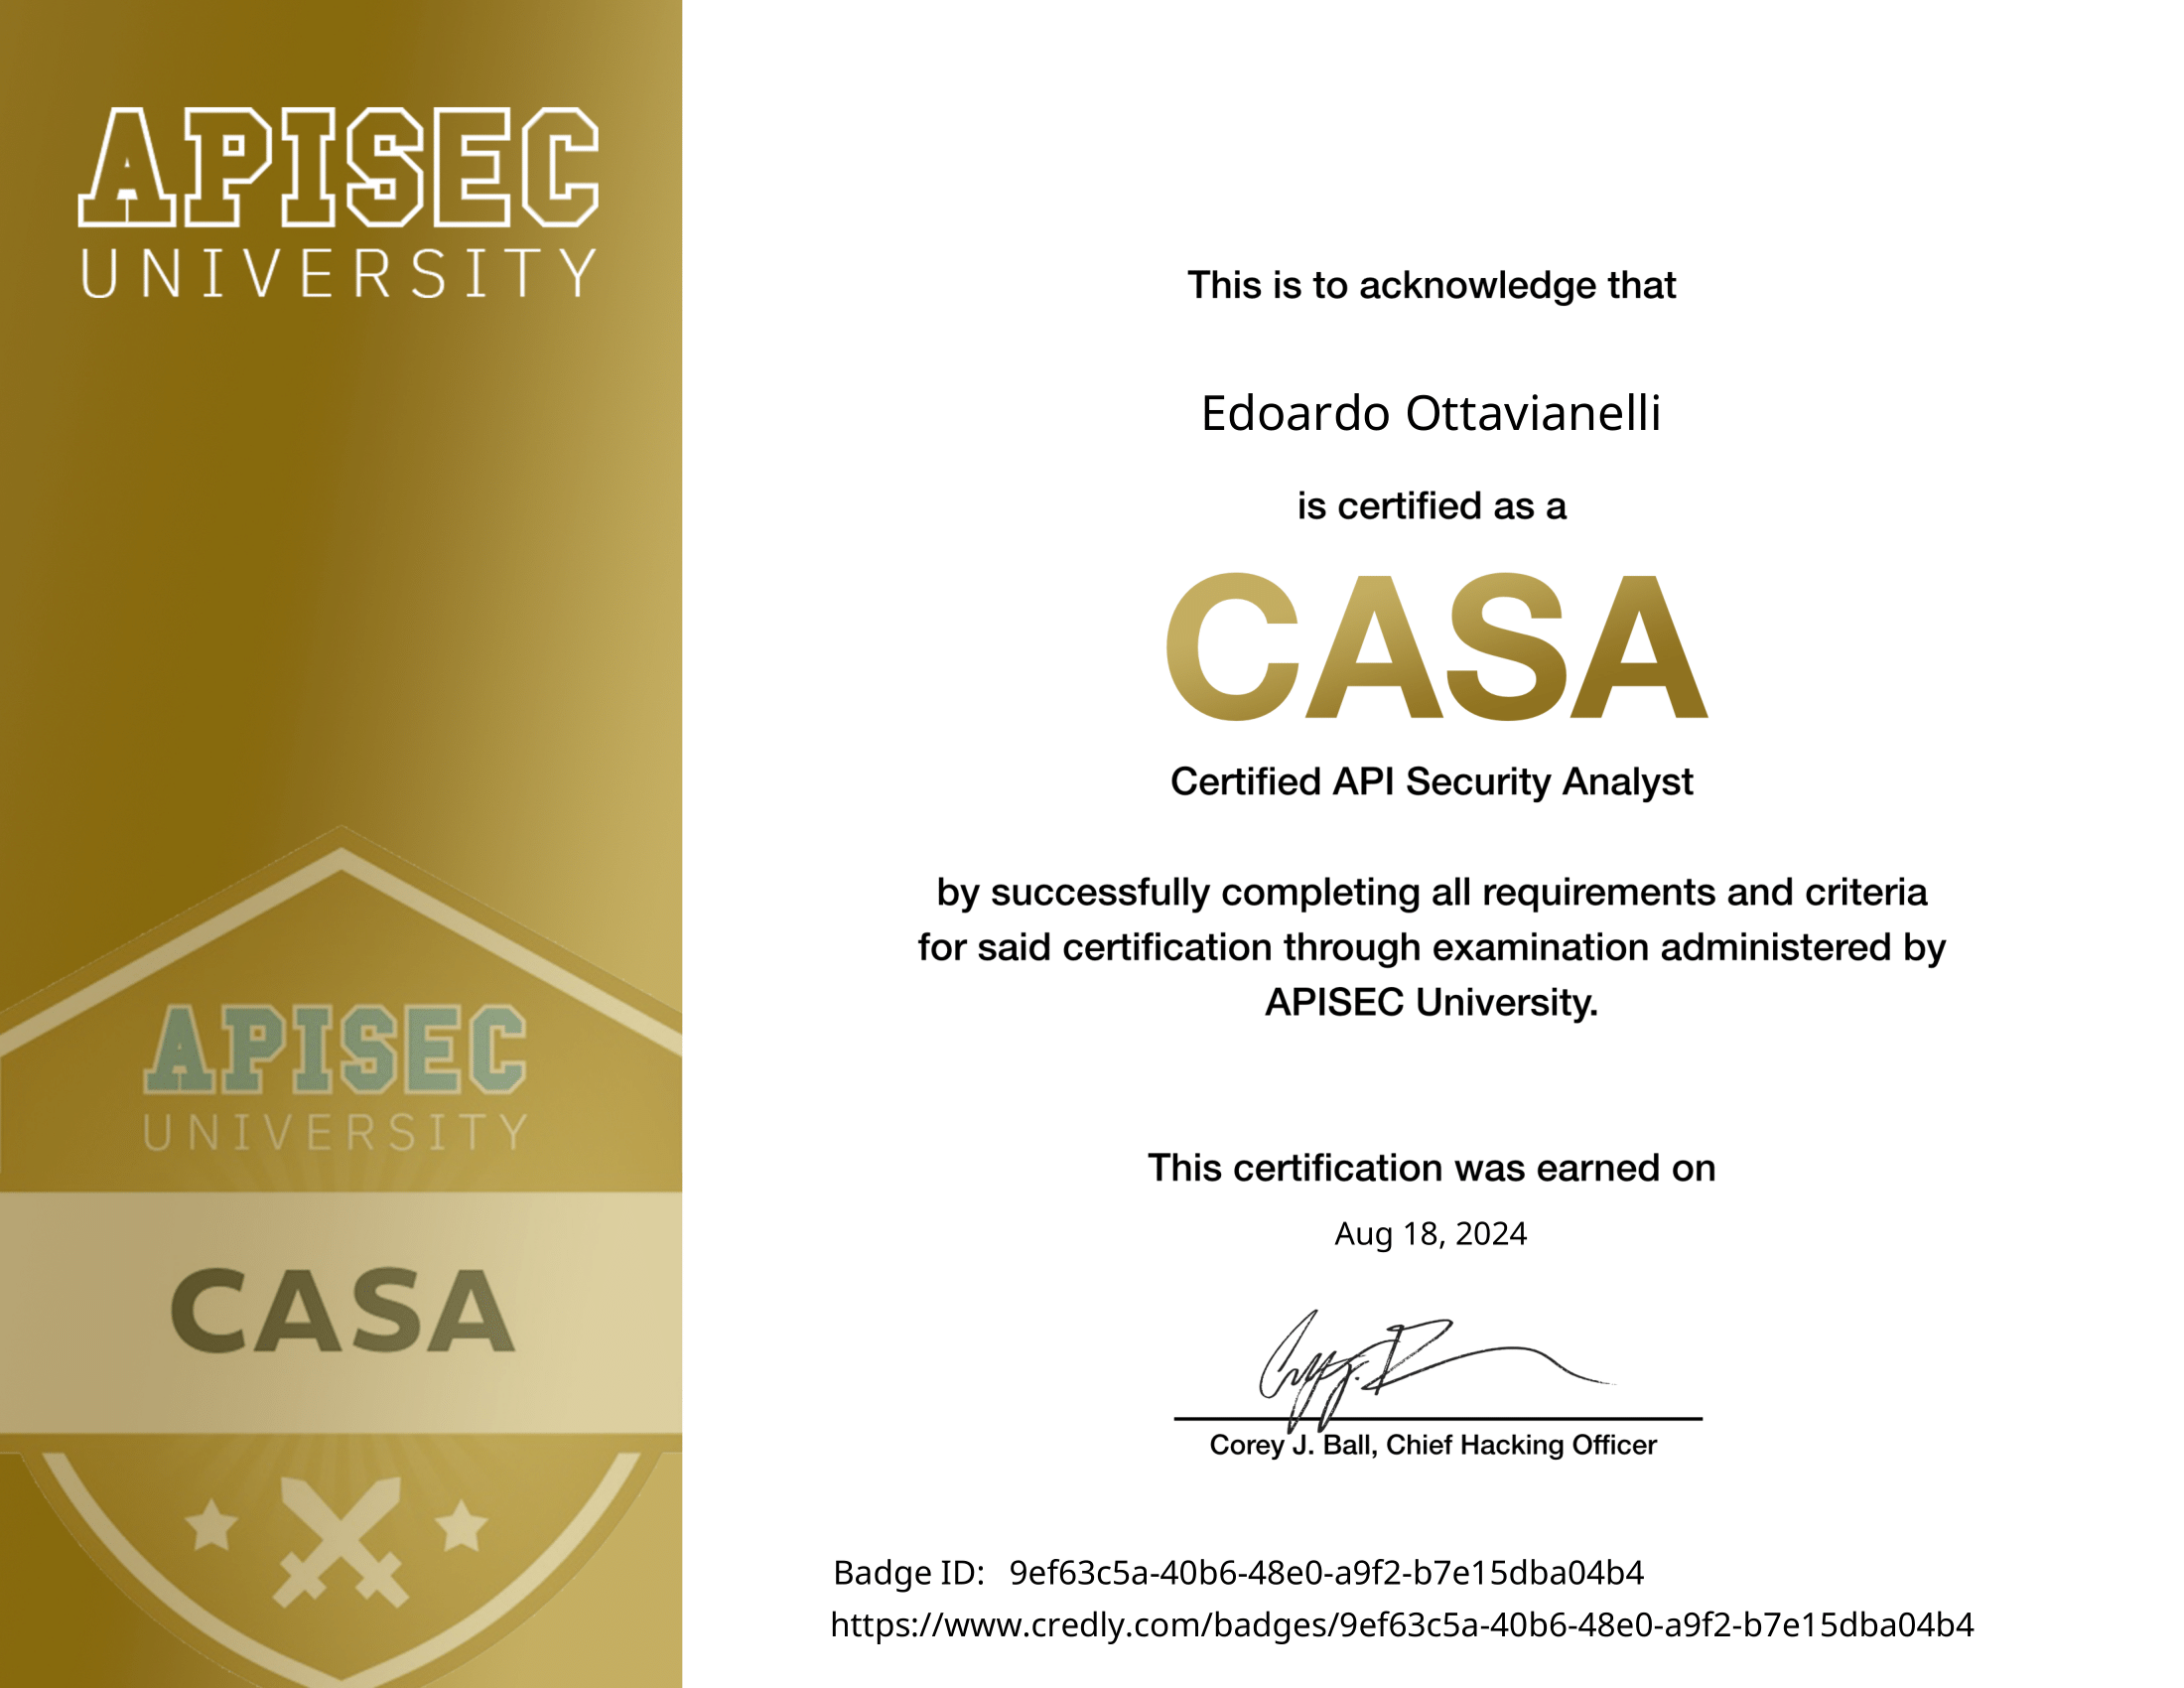 APISEC
UNIVERSITY
This is to acknowledge that
Edoardo Ottavianelli
is certified as a
CASA
Certified API Security Analyst
by successfully completing all requirements and criteria
for said certification through examination administered by
APISEC University.
This certification was earned on
Aug 18, 2024
Corey J. Ball, Chief Hacking Officer
Badge ID: 9ef63c5a-40b6-48e0-a9f2-b7e15dba04b4
https://www.credly.com/badges/9ef63c5a-40b6-48e0-a9f2-b7e15dba04b4
APISEC
UNIVERSITY
CASA